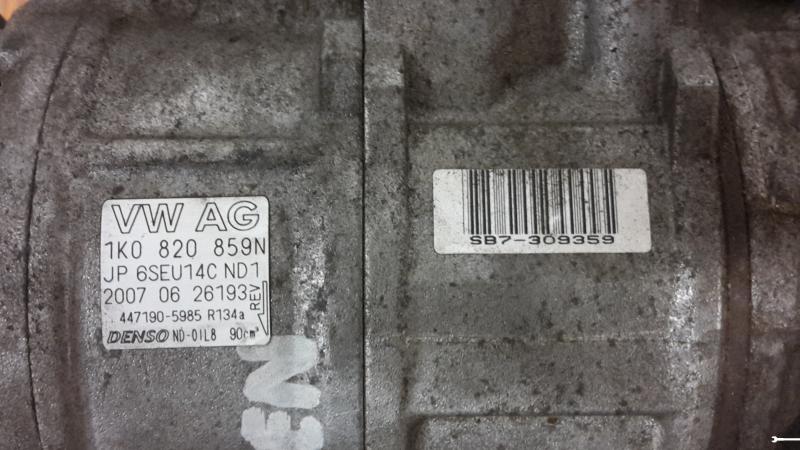 VW AG
1K0 820 859N
JP 6SEU14C ND1
2007 06 26193
REV
447190-5985 R134a
DENSO ND-OIL8 90cm³
SB7-309359